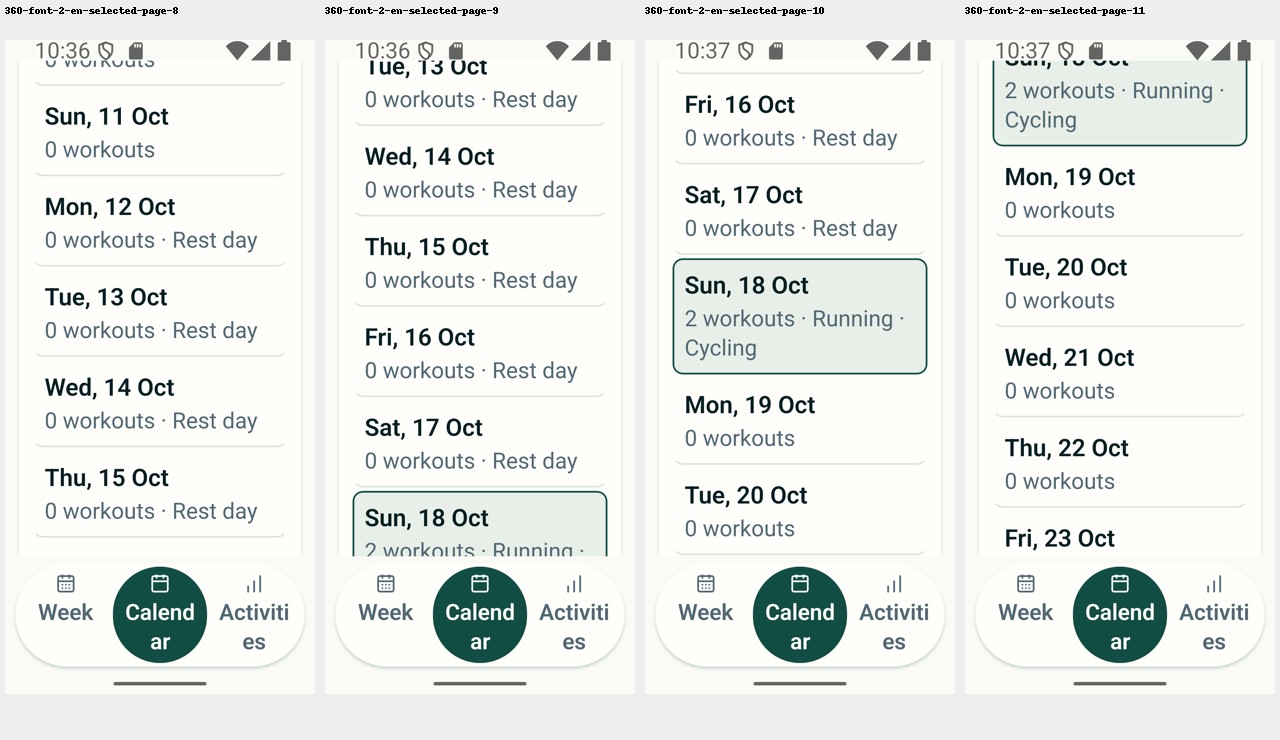 360-font-2-en-selected-page-8
10:36
0 workouts
Sun, 11 Oct
0 workouts
Mon, 12 Oct
0 workouts · Rest day
Tue, 13 Oct
0 workouts · Rest day
Wed, 14 Oct
0 workouts · Rest day
Thu, 15 Oct
0 workouts · Rest day
Week
Calend
ar
Activiti
es
360-font-2-en-selected-page-9
10:36
Tue, 13 Oct
0 workouts · Rest day
Wed, 14 Oct
0 workouts · Rest day
Thu, 15 Oct
0 workouts · Rest day
Fri, 16 Oct
0 workouts · Rest day
Sat, 17 Oct
0 workouts · Rest day
Sun, 18 Oct
2 workouts · Running ·
Week
Calend
ar
Activiti
es
360-font-2-en-selected-page-10
10:37
Fri, 16 Oct
0 workouts · Rest day
Sat, 17 Oct
0 workouts · Rest day
Sun, 18 Oct
2 workouts · Running ·
Cycling
Mon, 19 Oct
0 workouts
Tue, 20 Oct
0 workouts
Week
Calend
ar
Activiti
es
360-font-2-en-selected-page-11
10:37
Sun, 18 Oct
2 workouts · Running ·
Cycling
Mon, 19 Oct
0 workouts
Tue, 20 Oct
0 workouts
Wed, 21 Oct
0 workouts
Thu, 22 Oct
0 workouts
Fri, 23 Oct
Week
Calend
ar
Activiti
es